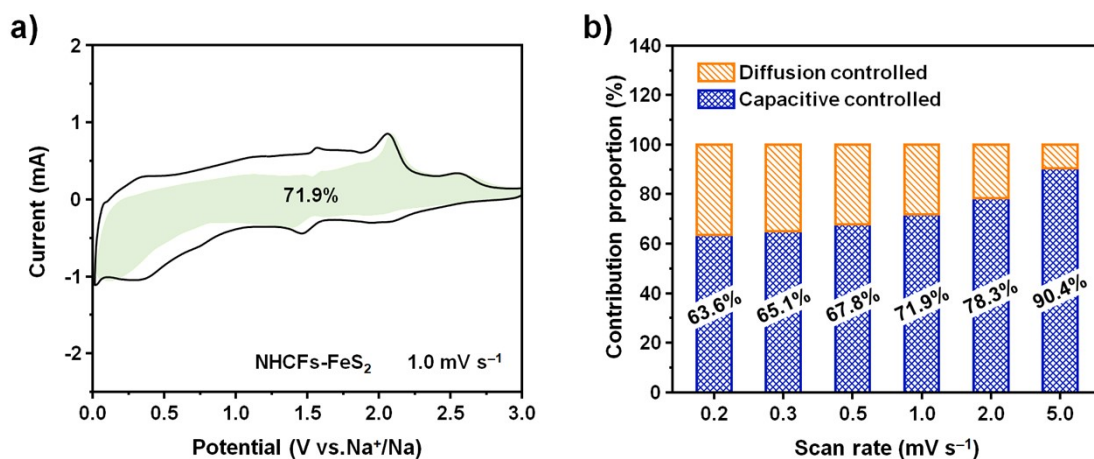 a)
Current (mA)
2
1
0
-1
-2
71.9%
NHCFs-FeS₂ 1.0 mV s⁻¹
0.0 0.5 1.0 1.5 2.0 2.5 3.0
Potential (V vs.Na⁺/Na)
b)
Contribution proportion (%)
140
120
100
80
60
40
20
0
Diffusion controlled
Capacitive controlled
63.6% 65.1% 67.8% 71.9% 78.3% 90.4%
0.2 0.3 0.5 1.0 2.0 5.0
Scan rate (mV s⁻¹)